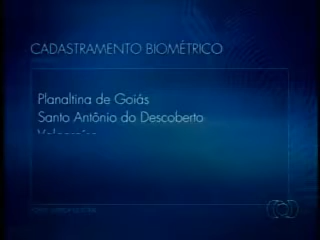 CADASTRAMENTO BIOMÉTRICO
Planaltina de Goiás
Santo Antônio do Descoberto